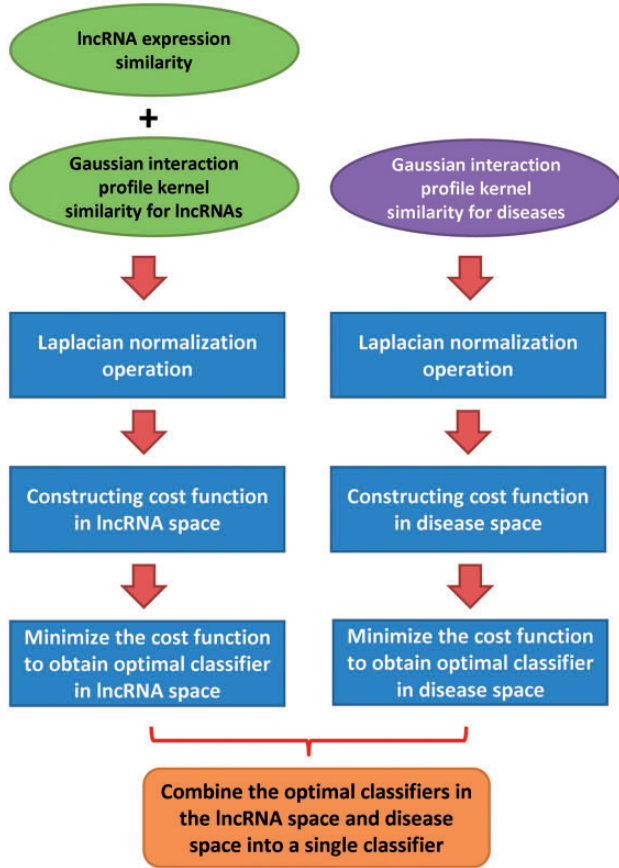 lncRNA expression
similarity
+
Gaussian interaction
profile kernel
similarity for lncRNAs
Gaussian interaction
profile kernel
similarity for diseases
Laplacian normalization
operation
Laplacian normalization
operation
Constructing cost function
in lncRNA space
Constructing cost function
in disease space
Minimize the cost function
to obtain optimal classifier
in lncRNA space
Minimize the cost function
to obtain optimal classifier
in disease space
Combine the optimal classifiers in
the lncRNA space and disease
space into a single classifier